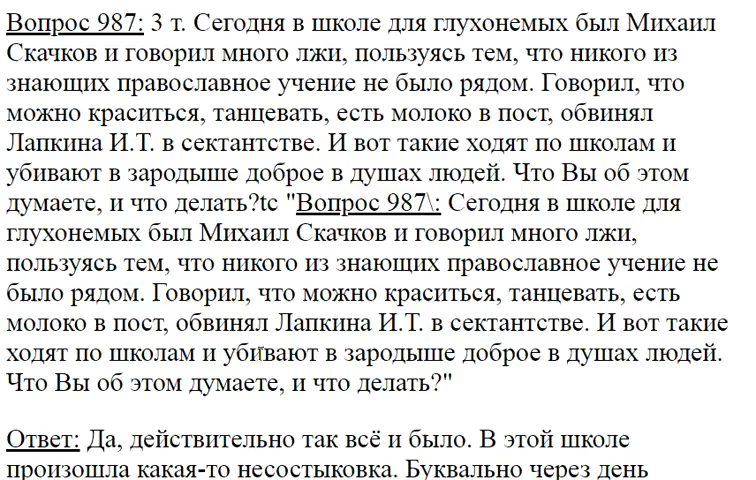 Вопрос 987: 3 т. Сегодня в школе для глухонемых был Михаил
Скачков и говорил много лжи, пользуясь тем, что никого из
знающих православное учение не было рядом. Говорил, что
можно краситься, танцевать, есть молоко в пост, обвинял
Лапкина И.Т. в сектантстве. И вот такие ходят по школам и
убивают в зародыше доброе в душах людей. Что Вы об этом
думаете, и что делать?tc "Вопрос 987\: Сегодня в школе для
глухонемых был Михаил Скачков и говорил много лжи,
пользуясь тем, что никого из знающих православное учение не
было рядом. Говорил, что можно краситься, танцевать, есть
молоко в пост, обвинял Лапкина И.Т. в сектантстве. И вот такие
ходят по школам и убивают в зародыше доброе в душах людей.
Что Вы об этом думаете, и что делать?"
Ответ: Да, действительно так всё и было. В этой школе
произошла какая-то несостыковка. Буквально через день